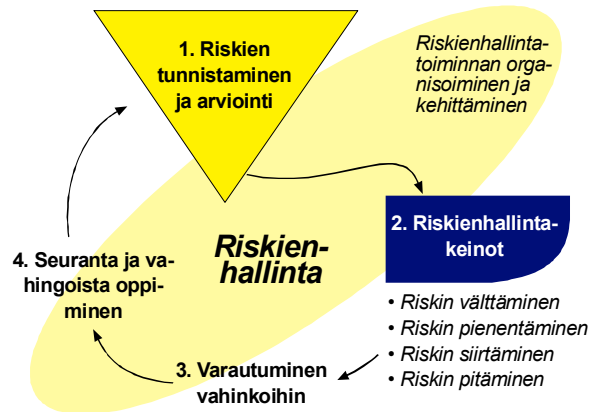 1. Riskien
tunnistaminen
ja arviointi
Riskienhallinta-
toiminnan orga-
nisoiminen ja
kehittäminen
2. Riskienhallinta-
keinot
• Riskin välttäminen
• Riskin pienentäminen
• Riskin siirtäminen
• Riskin pitäminen
3. Varautuminen
vahinkoihin
4. Seuranta ja va-
hingoista oppi-
minen
Riskien-
hallinta